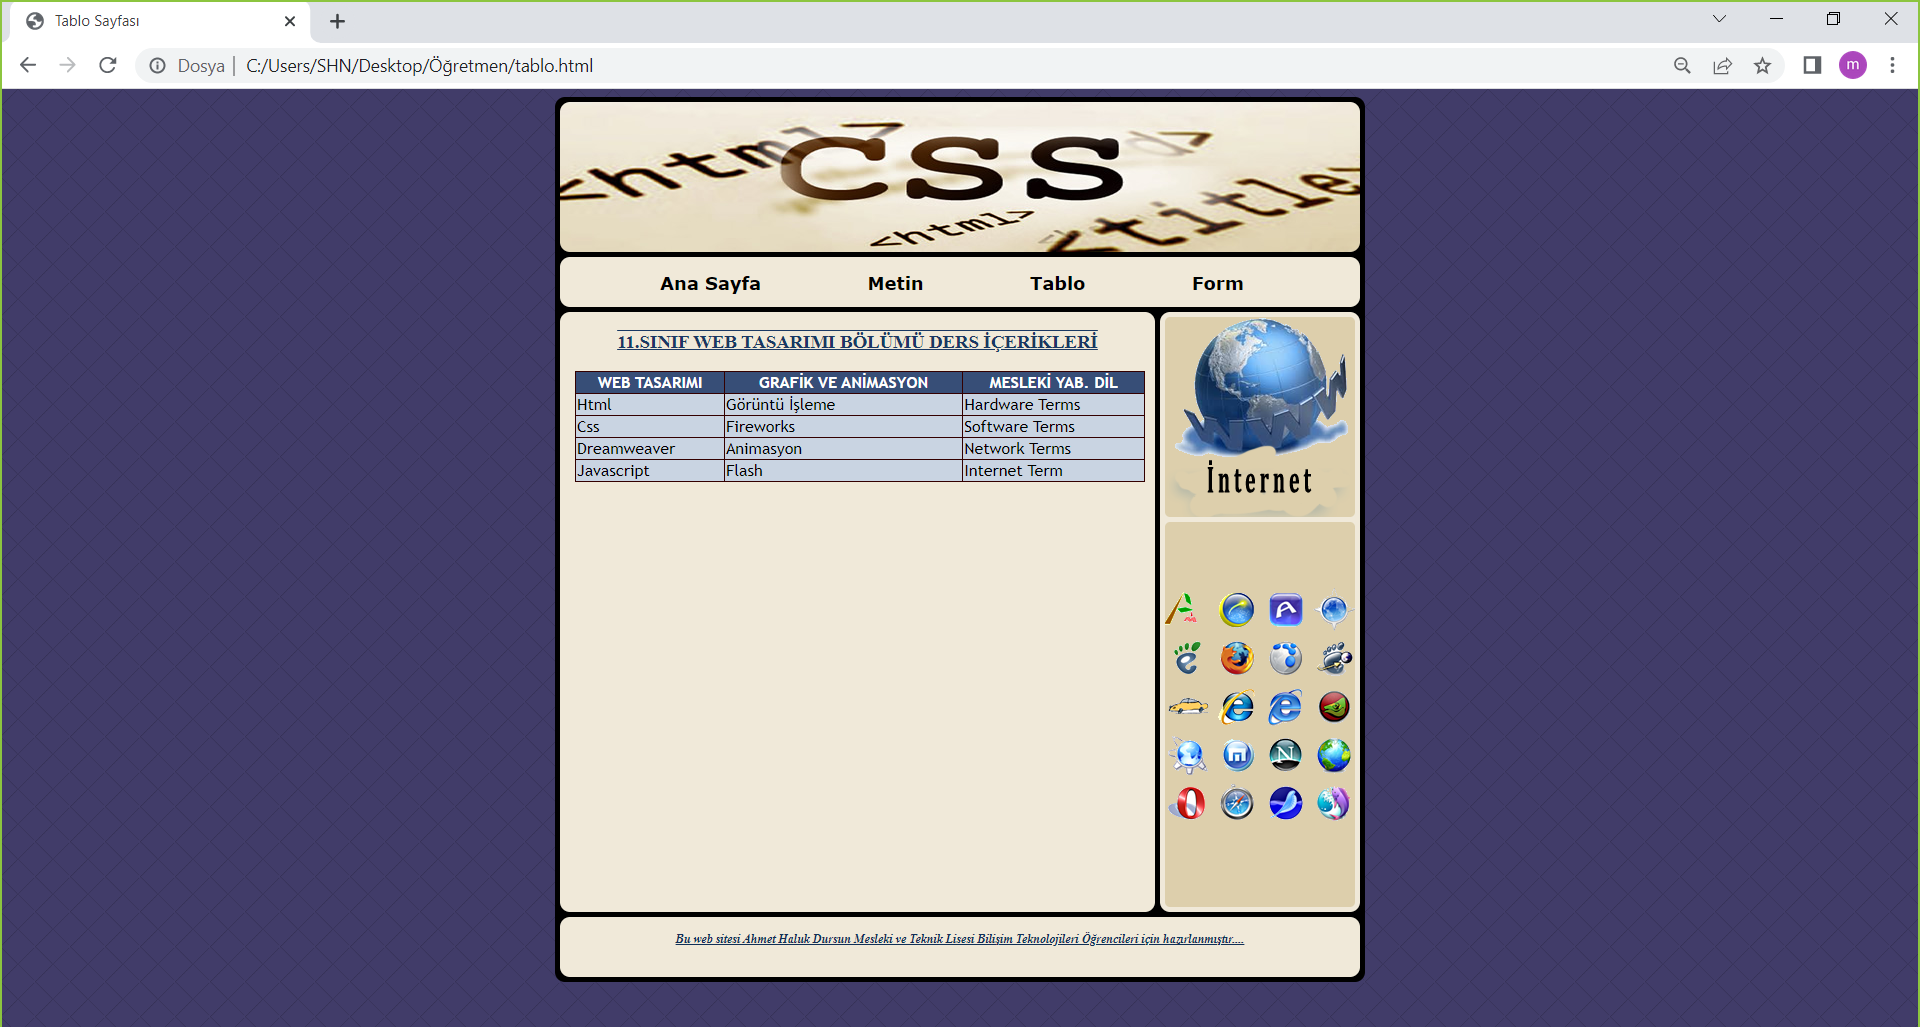 Tablo Sayfası
Dosya | C:/Users/SHN/Desktop/Öğretmen/tablo.html
m
<html>
CSS
d>
<html>
<title>
Ana Sayfa Metin Tablo Form
11.SINIF WEB TASARIMI BÖLÜMÜ DERS İÇERİKLERİ
WEB TASARIMI GRAFİK VE ANİMASYON MESLEKİ YAB. DİL
Html Görüntü İşleme Hardware Terms
Css Fireworks Software Terms
Dreamweaver Animasyon Network Terms
Javascript Flash Internet Term
WWW
İnternet
Bu web sitesi Ahmet Haluk Dursun Mesleki ve Teknik Lisesi Bilişim Teknolojileri Öğrencileri için hazırlanmıştır....